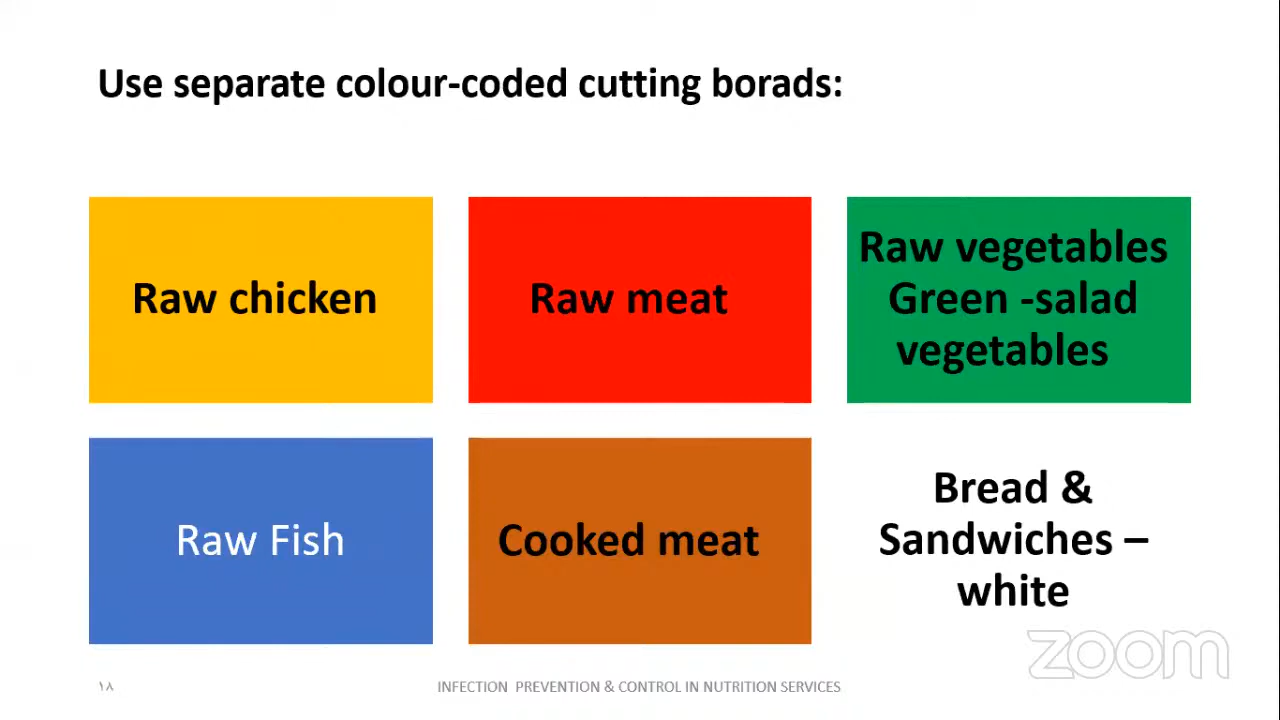 Use separate colour-coded cutting borads:
Raw chicken
Raw meat
Raw vegetables
Green -salad
vegetables
Raw Fish
Cooked meat
Bread &
Sandwiches –
white
zoom
١٨
INFECTION PREVENTION & CONTROL IN NUTRITION SERVICES